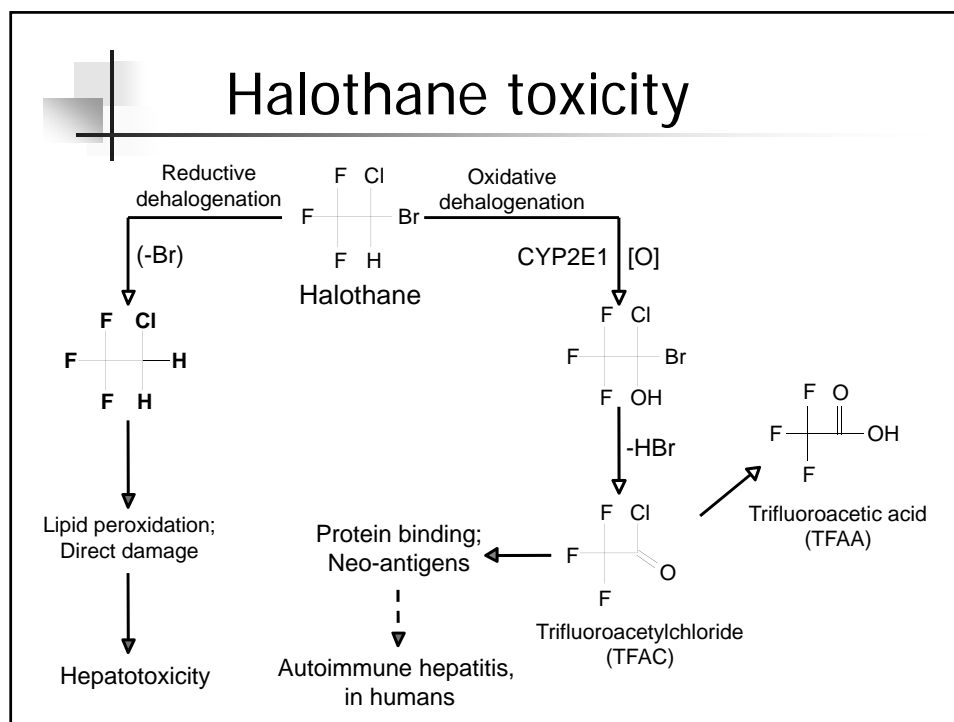 Halothane toxicity
Reductive
dehalogenation
F Cl
F Br
F H
Halothane
Oxidative
dehalogenation
(-Br)
CYP2E1 [O]
F Cl
F H
F H
F Cl
F Br
F OH
-HBr
Lipid peroxidation;
Direct damage
Hepatotoxicity
Protein binding;
Neo-antigens
Autoimmune hepatitis,
in humans
F Cl
F
O
F
Trifluoroacetylchloride
(TFAC)
F O
F OH
F
Trifluoroacetic acid
(TFAA)